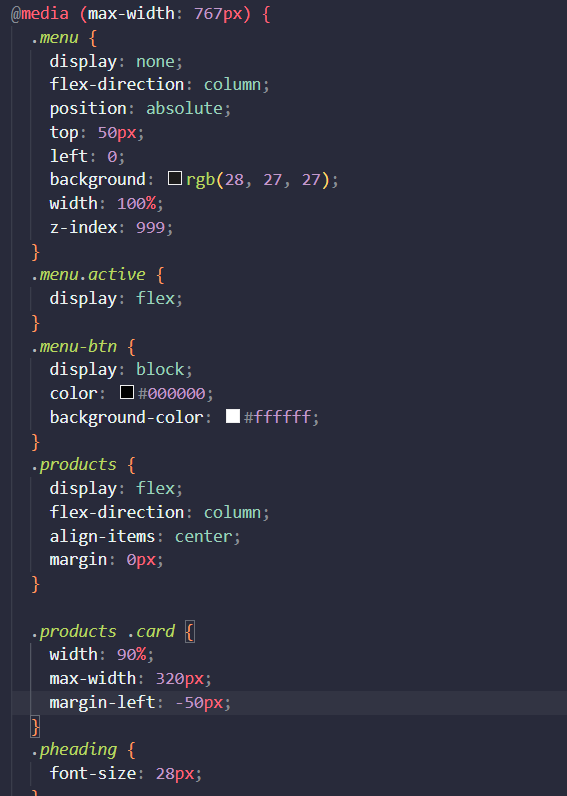 @media (max-width: 767px) {
.menu {
display: none;
flex-direction: column;
position: absolute;
top: 50px;
left: 0;
background: rgb(28, 27, 27);
width: 100%;
z-index: 999;
}
.menu.active {
display: flex;
}
.menu-btn {
display: block;
color: #000000;
background-color: #ffffff;
}
.products {
display: flex;
flex-direction: column;
align-items: center;
margin: 0px;
}
.products .card {
width: 90%;
max-width: 320px;
margin-left: -50px;
}
.pheading {
font-size: 28px;
}